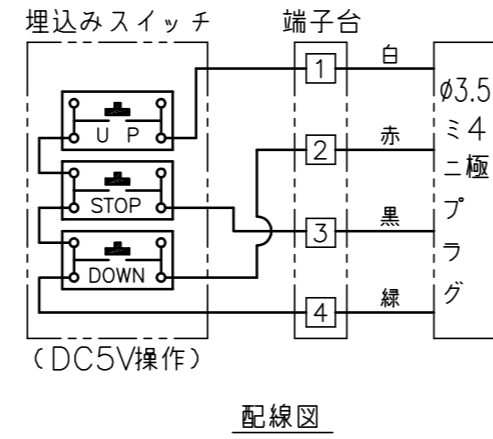 埋込みスイッチ
端子台
UP
STOP
DOWN
1
2
3
4
白
赤
黒
緑
φ3.5
ミニプラグ
4極
(DC5V操作)
配線図